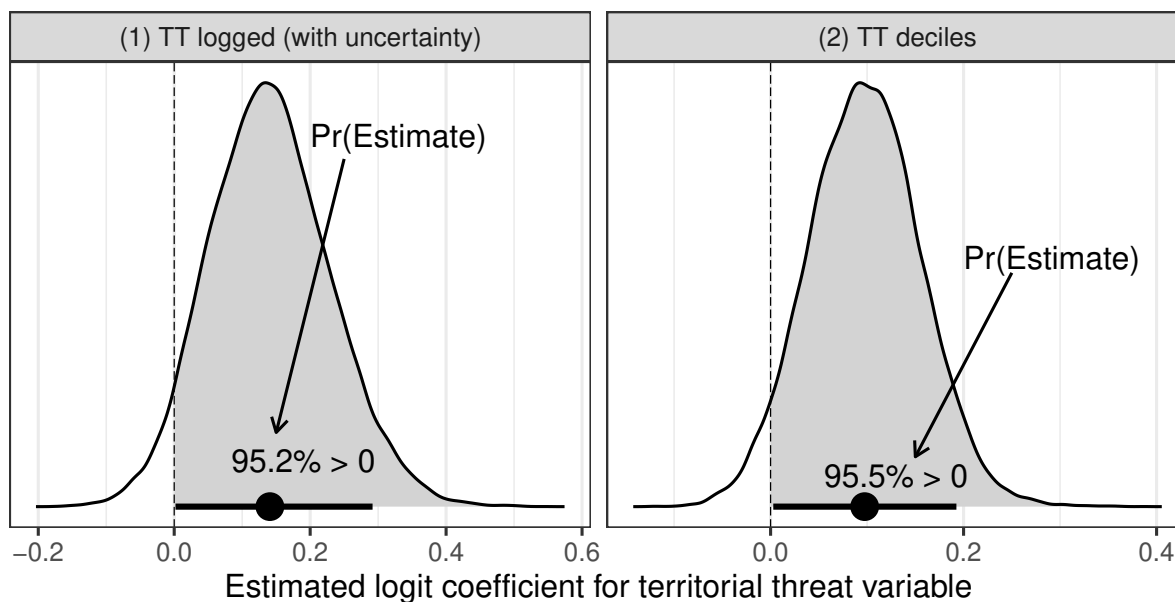 (1) TT logged (with uncertainty)
(2) TT deciles
Pr(Estimate)
Pr(Estimate)
95.2% > 0
95.5% > 0
−0.2 0.0 0.2 0.4 0.6
0.0 0.2 0.4
Estimated logit coefficient for territorial threat variable